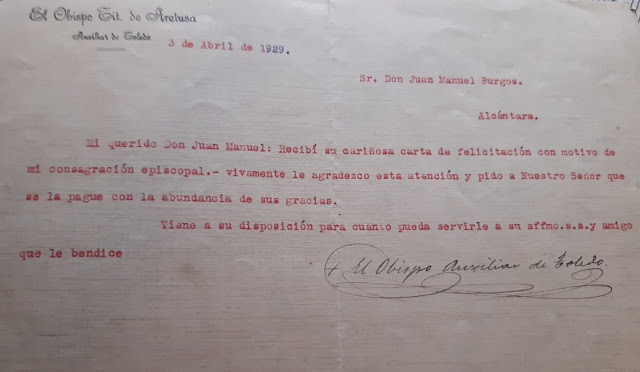 El Obispo Tit. de Aretusa
Auxiliar de Toledo
3 de Abril de 1929.
Sr. Don Juan Manuel Burgos.
Alcántara.
Mi querido Don Juan Manuel: Recibí su cariñosa carta de felicitación con motivo de
mi consagración episcopal.- vivamente le agradezco esta atención y pido a Nuestro Señor que
se la pague con la abundancia de sus gracias.
Tiene a su disposición para cuanto pueda servirle a su affmo.s.s.y amigo
que le bendice
+ El Obispo Auxiliar de Toledo.